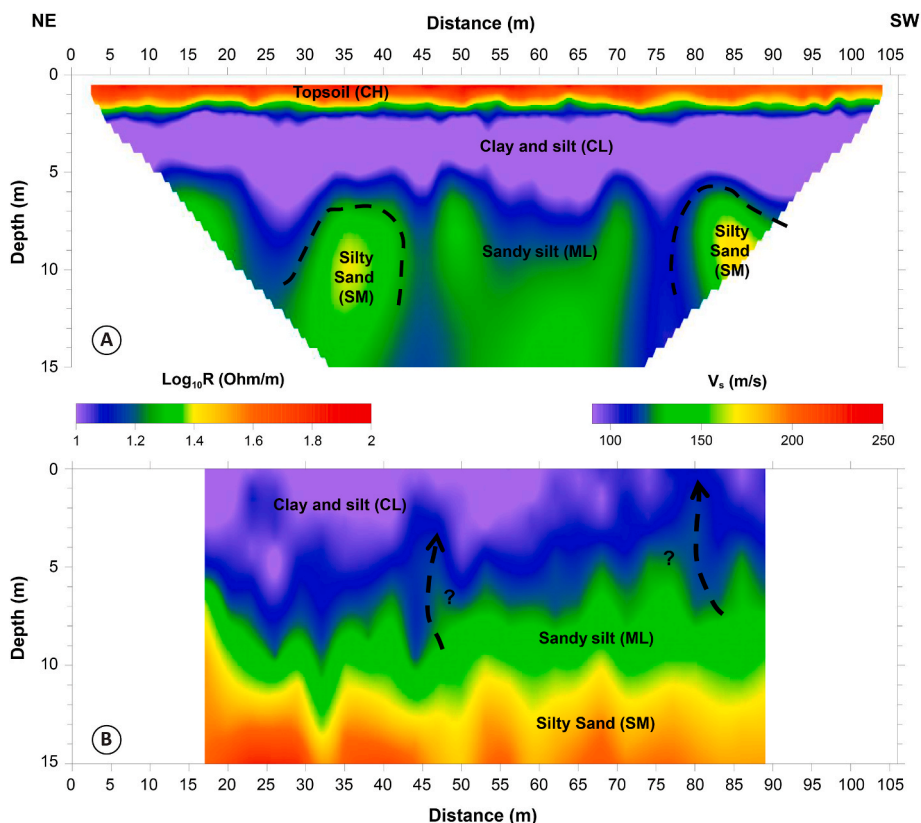 NE
Distance (m)
SW
0 5 10 15 20 25 30 35 40 45 50 55 60 65 70 75 80 85 90 95 100 105
0
Topsoil (CH)
Clay and silt (CL)
5
Depth (m)
Silty
Sand
(SM)
Sandy silt (ML)
Silty
Sand
(SM)
10
A
15
Log₁₀R (Ohm/m)
1 1.2 1.4 1.6 1.8 2
Vₛ (m/s)
100 150 200 250
0
Clay and silt (CL)
5
?
?
Depth (m)
Sandy silt (ML)
10
Silty Sand (SM)
B
15
0 5 10 15 20 25 30 35 40 45 50 55 60 65 70 75 80 85 90 95 100 105
Distance (m)